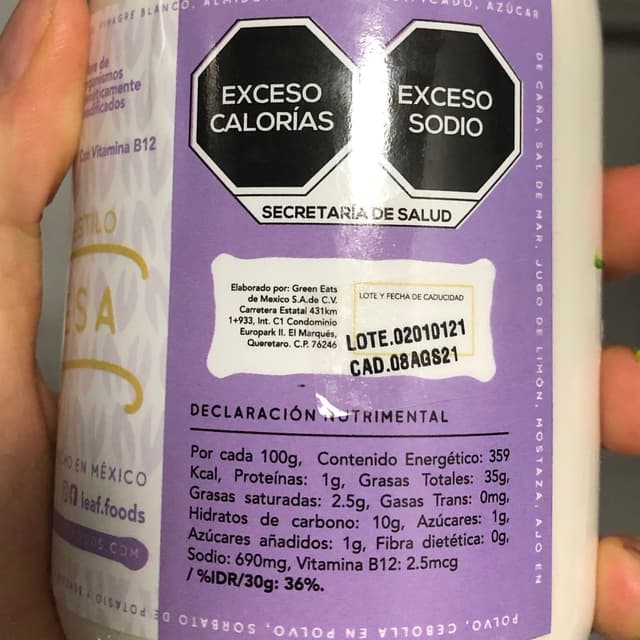 VINAGRE BLANCO,
AZÚCAR
DE CAÑA, SAL DE MAR, JUGO DE LIMÓN, MOSTAZA, AJO EN
POLVO, CEBOLLA EN POLVO, SORBATO DE
POTASIO
de
modificados
Con Vitamina B12
ESTILO
ESA
EN MÉXICO
leaf.foods
EXCESO
CALORÍAS
EXCESO
SODIO
SECRETARÍA DE SALUD
Elaborado por: Green Eats
de Mexico S.A.de C.V.
Carretera Estatal 431km
1+933, Int. C1 Condominio
Europark II. El Marqués,
Queretaro. C.P. 76246
LOTE Y FECHA DE CADUCIDAD
LOTE.02010121
CAD.08AGS21
DECLARACIÓN NUTRIMENTAL
Por cada 100g, Contenido Energético: 359
Kcal, Proteínas: 1g, Grasas Totales: 35g,
Grasas saturadas: 2.5g, Gasas Trans: 0mg,
Hidratos de carbono: 10g, Azúcares: 1g,
Azúcares añadidos: 1g, Fibra dietética: 0g,
Sodio: 690mg, Vitamina B12: 2.5mcg
/ %IDR/30g: 36%.